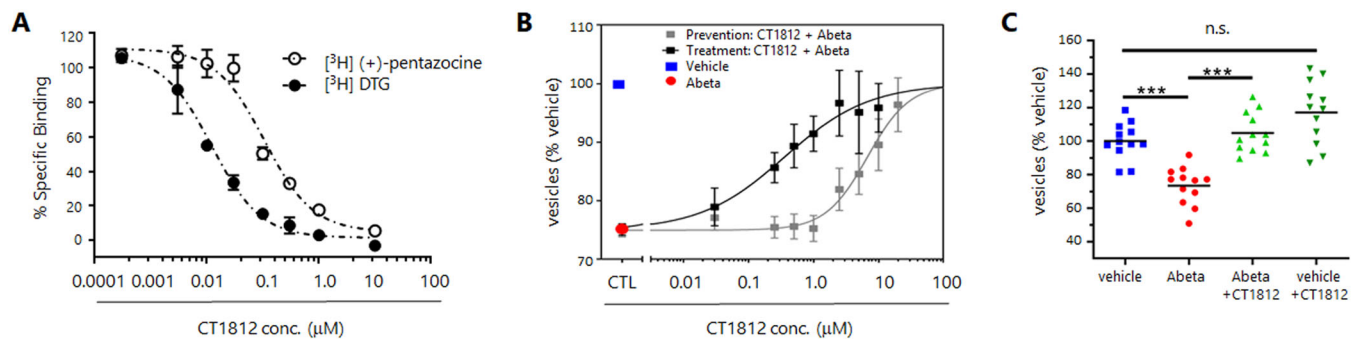 A
% Specific Binding
120
100
80
60
40
20
0
[³H] (+)-pentazocine
[³H] DTG
0.0001 0.001 0.01 0.1 1.0 10 100
CT1812 conc. (μM)
B
vesicles (% vehicle)
110
100
90
80
70
Prevention: CT1812 + Abeta
Treatment: CT1812 + Abeta
Vehicle
Abeta
CTL 0.01 0.1 1.0 10 100
CT1812 conc. (μM)
C
n.s.
vesicles (% vehicle)
160
140
120
100
80
60
40
*** ***
vehicle Abeta Abeta vehicle
+CT1812 +CT1812